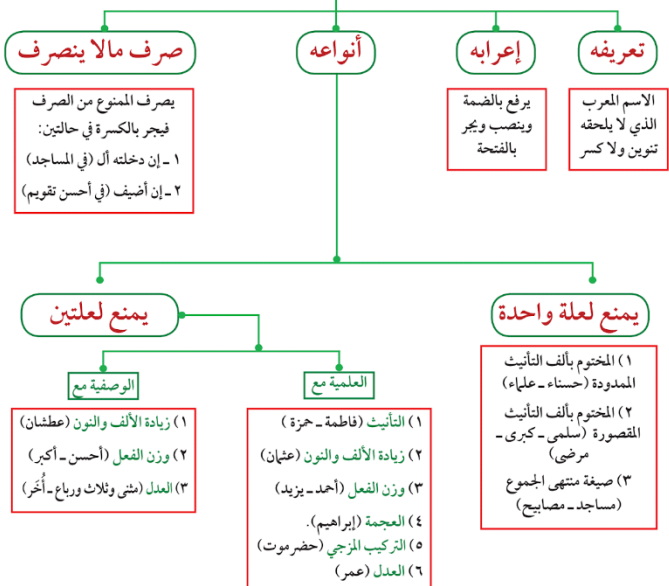 تعريفه
إعرابه
أنواعه
صرف مالا ينصرف
الاسم المعرب
الذي لا يلحقه
تنوين ولا كسر
يرفع بالضمة
وينصب ويجر
بالفتحة
يصرف الممنوع من الصرف
فيجر بالكسرة في حالتين:
١ ـ إن دخلته أل (في المساجد)
٢ ـ إن أضيف (في أحسن تقويم)
يمنع لعلة واحدة
١) المختوم بألف التأنيث
الممدودة (حسناء ـ علماء)
٢) المختوم بألف التأنيث
المقصورة (سلمى ـ كبرى ـ
مرضى)
٣) صيغة منتهى الجموع
(مساجد ـ مصابيح)
يمنع لعلتين
العلمية مع
١) التأنيث (فاطمة ـ حمزة )
٢) زيادة الألف والنون (عثمان)
٣) وزن الفعل (أحمد ـ يزيد)
٤) العجمة (إبراهيم).
٥) التركيب المزجي (حضرموت)
٦) العدل (عمر)
الوصفية مع
١) زيادة الألف والنون (عطشان)
٢) وزن الفعل (أحسن ـ أكبر)
٣) العدل (مثنى وثلاث ورباع ـ أُخَر)